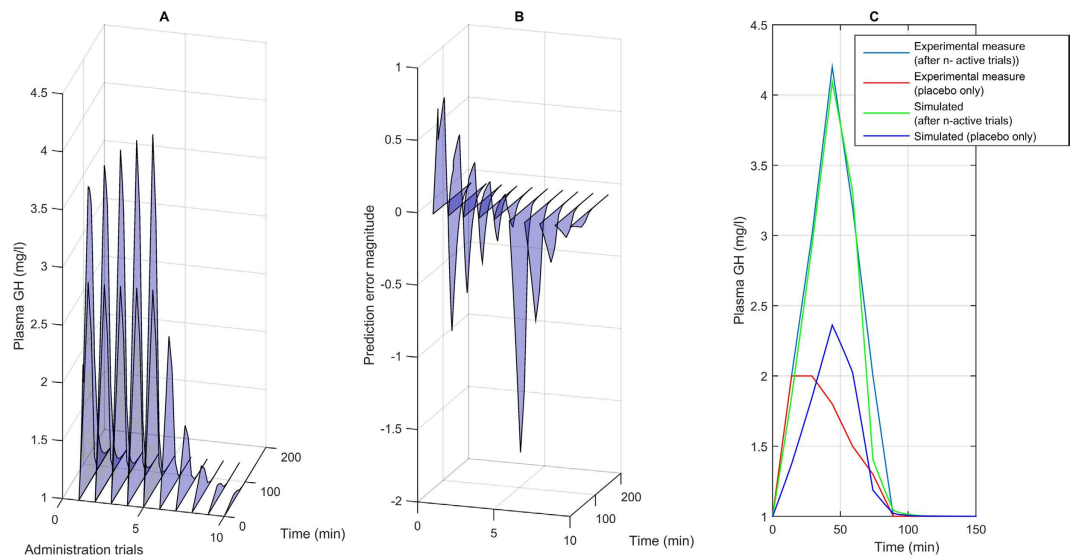 A
4.5
4
3.5
3
2.5
2
1.5
1
Plasma GH (mg/l)
0
5
10
Administration trials
0
100
200
Time (min)
B
1
0.5
0
-0.5
-1
-1.5
-2
Prediction error magnitude
0
5
10
100
200
Time (min)
C
4.5
4
3.5
3
2.5
2
1.5
1
Plasma GH (mg/l)
0
50
100
150
Time (min)
Experimental measure
(after n- active trials))
Experimental measure
(placebo only)
Simulated
(after n-active trials)
Simulated (placebo only)